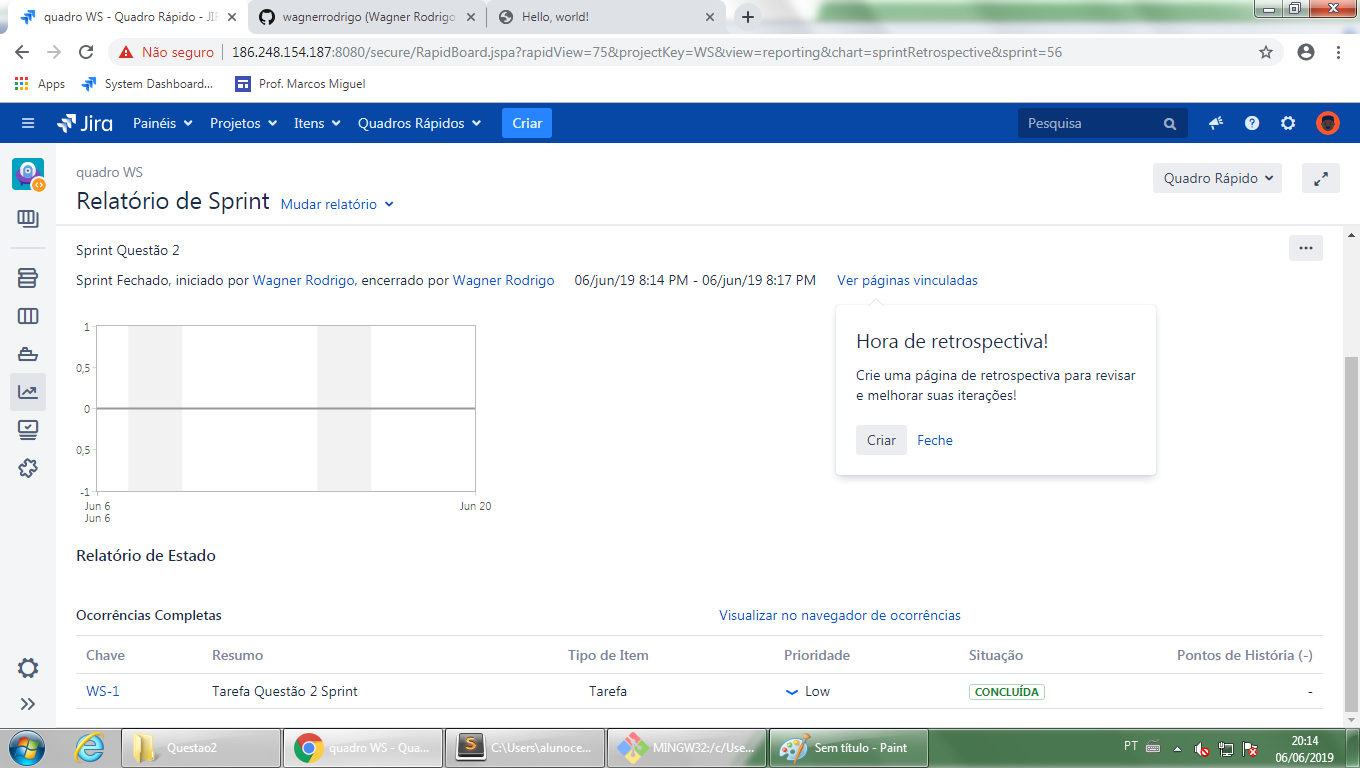 quadro WS - Quadro Rápido - JIR
wagnerrodrigo (Wagner Rodrigo
Hello, world!
Não seguro
186.248.154.187:8080/secure/RapidBoard.jspa?rapidView=75&projectKey=WS&view=reporting&chart=sprintRetrospective&sprint=56
Apps
System Dashboard...
Prof. Marcos Miguel
Jira
Painéis
Projetos
Itens
Quadros Rápidos
Criar
Pesquisa
quadro WS
Relatório de Sprint
Mudar relatório
Quadro Rápido
Sprint Questão 2
Sprint Fechado, iniciado por Wagner Rodrigo, encerrado por Wagner Rodrigo 06/jun/19 8:14 PM - 06/jun/19 8:17 PM Ver páginas vinculadas
Hora de retrospectiva!
Crie uma página de retrospectiva para revisar
e melhorar suas iterações!
Criar
Feche
1
0,5
0
0,5
-1
Jun 6
Jun 6
Jun 20
Relatório de Estado
Ocorrências Completas
Visualizar no navegador de ocorrências
Chave Resumo Tipo de Item Prioridade Situação Pontos de História (-)
WS-1 Tarefa Questão 2 Sprint Tarefa Low CONCLUÍDA -
Questao2
quadro WS - Qua...
C:\Users\alunoce...
MINGW32:/c/Use...
Sem título - Paint
PT
20:14
06/06/2019